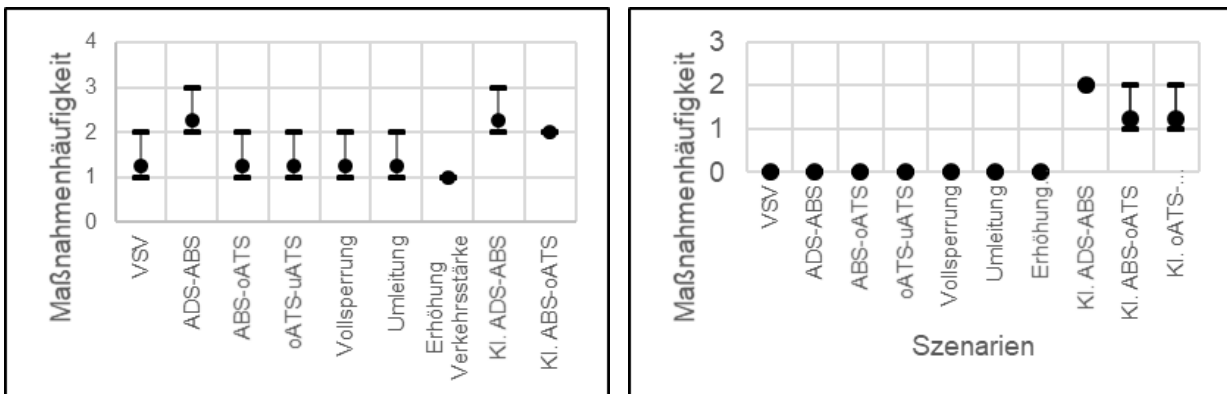 Maßnahmenhäufigkeit
4
3
2
1
0
VSV
ADS-ABS
ABS-oATS
oATS-uATS
Vollsperrung
Umleitung
Erhöhung
Verkehrsstärke
Kl. ADS-ABS
Kl. ABS-oATS
Maßnahmenhäufigkeit
3
2
1
0
VSV
ADS-ABS
ABS-oATS
oATS-uATS
Vollsperrung
Umleitung
Erhöhung...
Kl. ADS-ABS
Kl. ABS-oATS
Kl. oATS-...
Szenarien